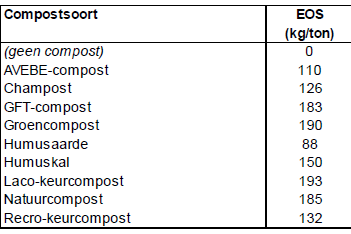 Compostsoort EOS
(kg/ton)
(geen compost) 0
AVEBE-compost 110
Champost 126
GFT-compost 183
Groencompost 190
Humusaarde 88
Humuskal 150
Laco-keurcompost 193
Natuurcompost 185
Recro-keurcompost 132